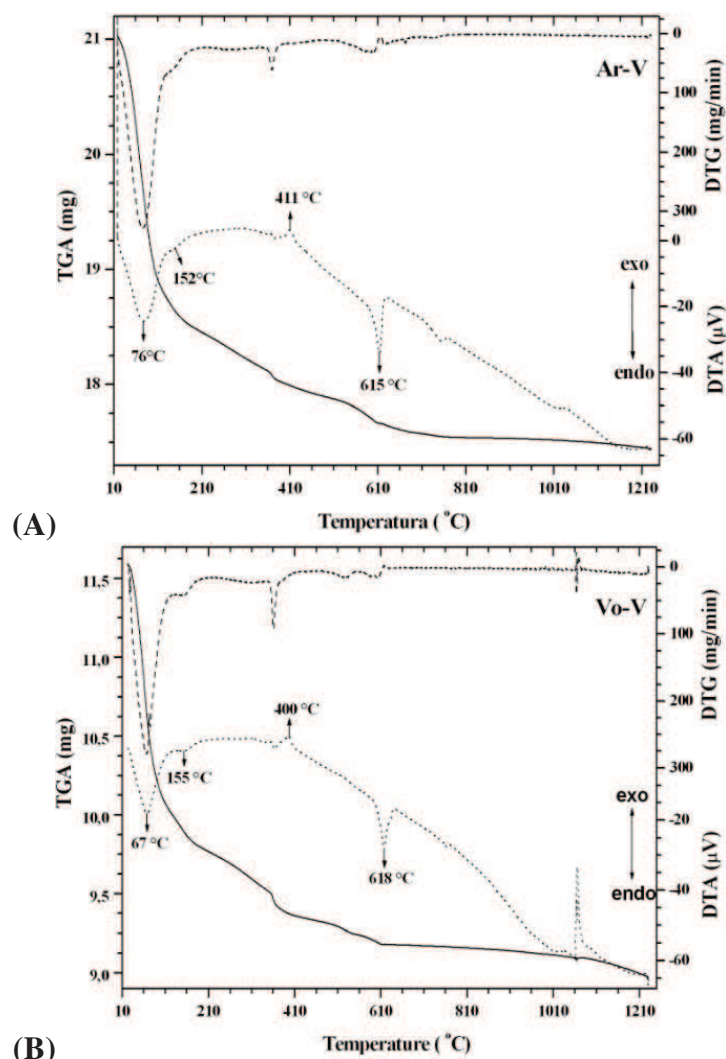 21
20
19
18
TGA (mg)
0
100
200
300
DTG (mg/min)
0
-20
-40
-60
DTA (µV)
Ar-V
411 °C
152°C
76°C
615 °C
exo
endo
10 210 410 610 810 1010 1210
Temperatura ( °C)
(A)
11,5
11,0
10,5
10,0
9,5
9,0
TGA (mg)
0
100
200
300
DTG (mg/min)
-20
-40
-60
DTA (µV)
Vo-V
400 °C
155 °C
67 °C
618 °C
exo
endo
10 210 410 610 810 1010 1210
Temperature ( °C)
(B)